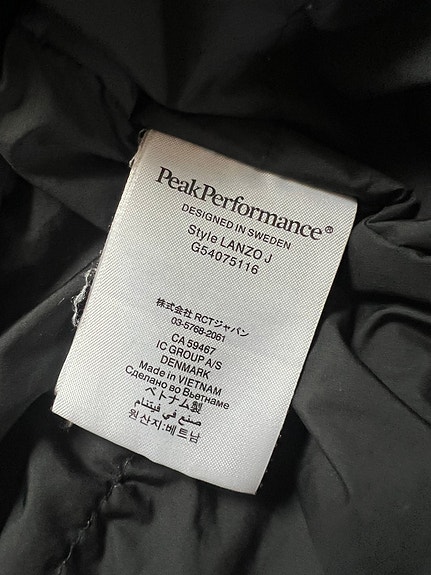 PeakPerformance®
DESIGNED IN SWEDEN
Style LANZO J
G54075116
株式会社 RCTジャパン
03-5768-2061
CA 59467
IC GROUP A/S
DENMARK
Made in VIETNAM
Сделано во Вьетнаме
ベトナム製
صنع في فيتنام
원산지:베트남